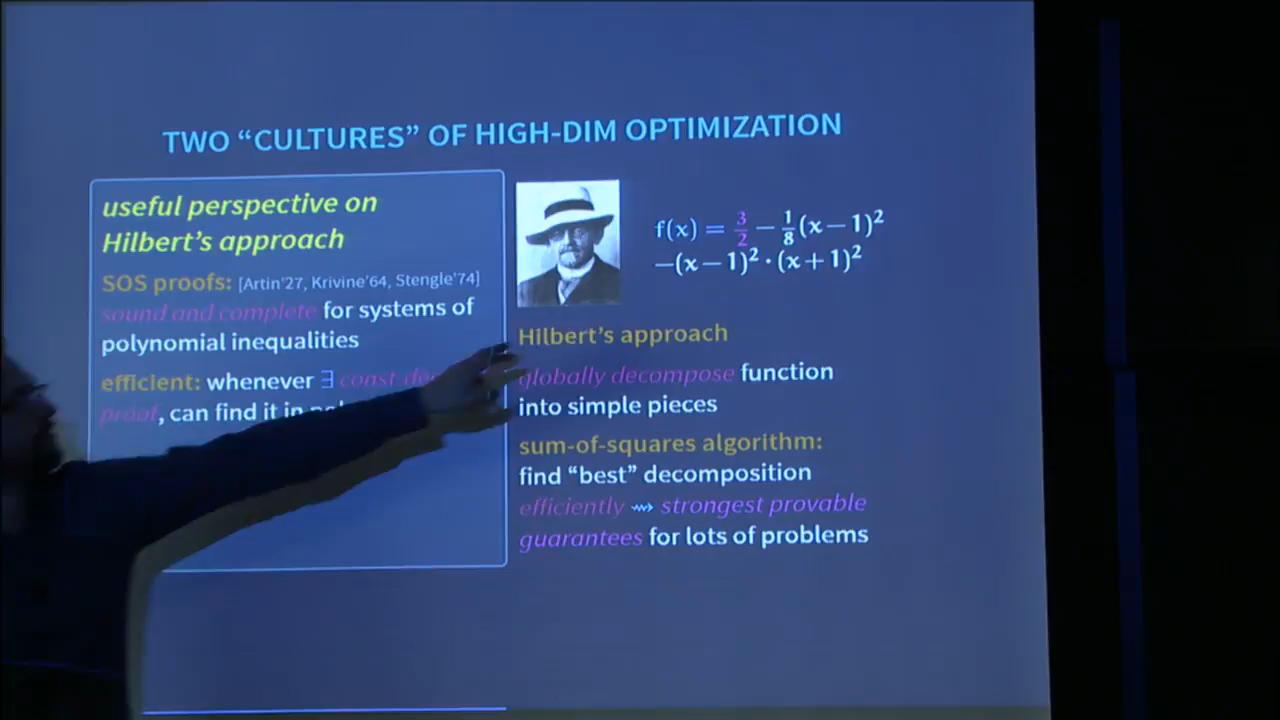 TWO “CULTURES” OF HIGH-DIM OPTIMIZATION
useful perspective on
Hilbert’s approach
SOS proofs: [Artin’27, Krivine’64, Stengle’74]
sound and complete for systems of
polynomial inequalities
efficient: whenever ∃ const
proof, can find it in
f(x) = 3/2 − 1/8(x−1)²
−(x−1)²·(x+1)²
Hilbert’s approach
globally decompose function
into simple pieces
sum-of-squares algorithm:
find “best” decomposition
efficiently ⇝ strongest provable
guarantees for lots of problems